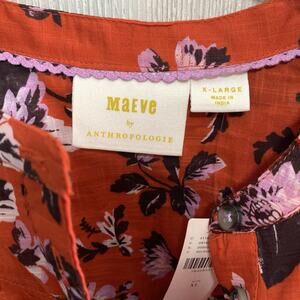 MAEVE
by
ANTHROPOLOGIE
X-LARGE
MADE IN
INDIA